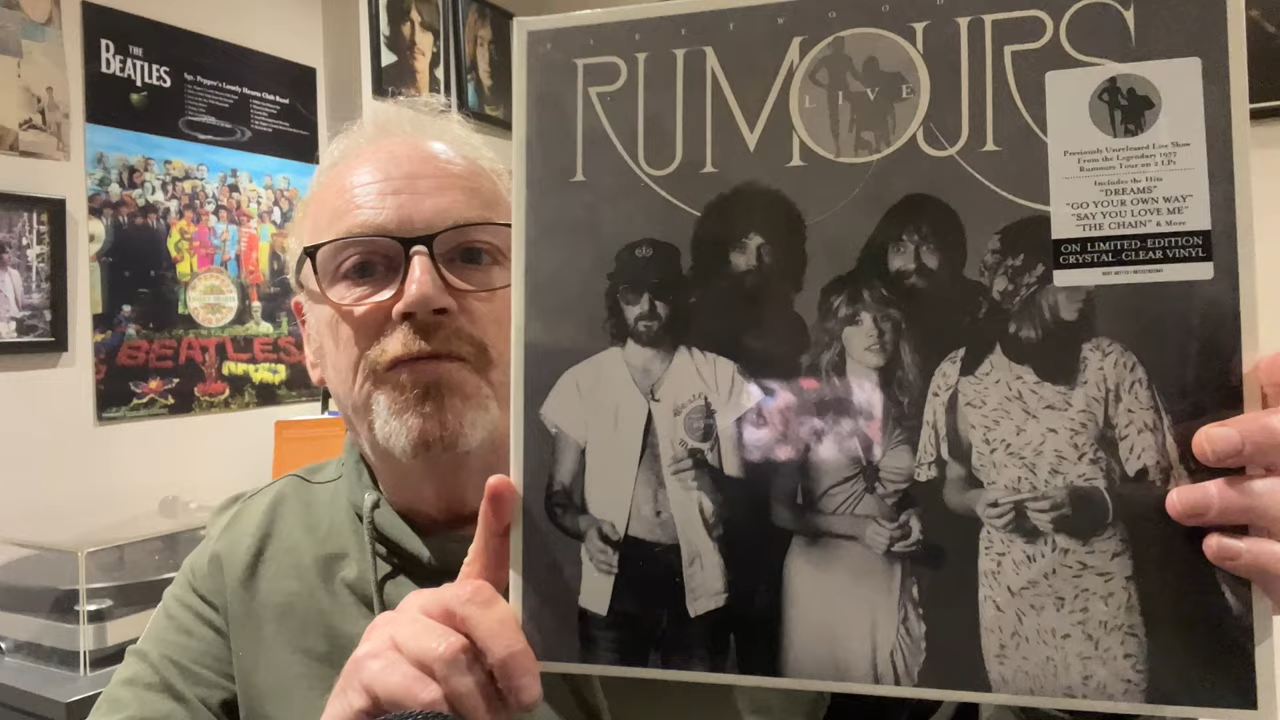 THE
BEATLES
Sgt. Pepper's Lonely Hearts Club Band
BEATLES
FLEETWOOD
RUMOURS
LIVE
Previously Unreleased Live Show
From the Legendary 1977
Rumours Tour on 2 LPs
Includes the Hits
"DREAMS"
"GO YOUR OWN WAY"
"SAY YOU LOVE ME"
"THE CHAIN" & More
ON LIMITED-EDITION
CRYSTAL-CLEAR VINYL